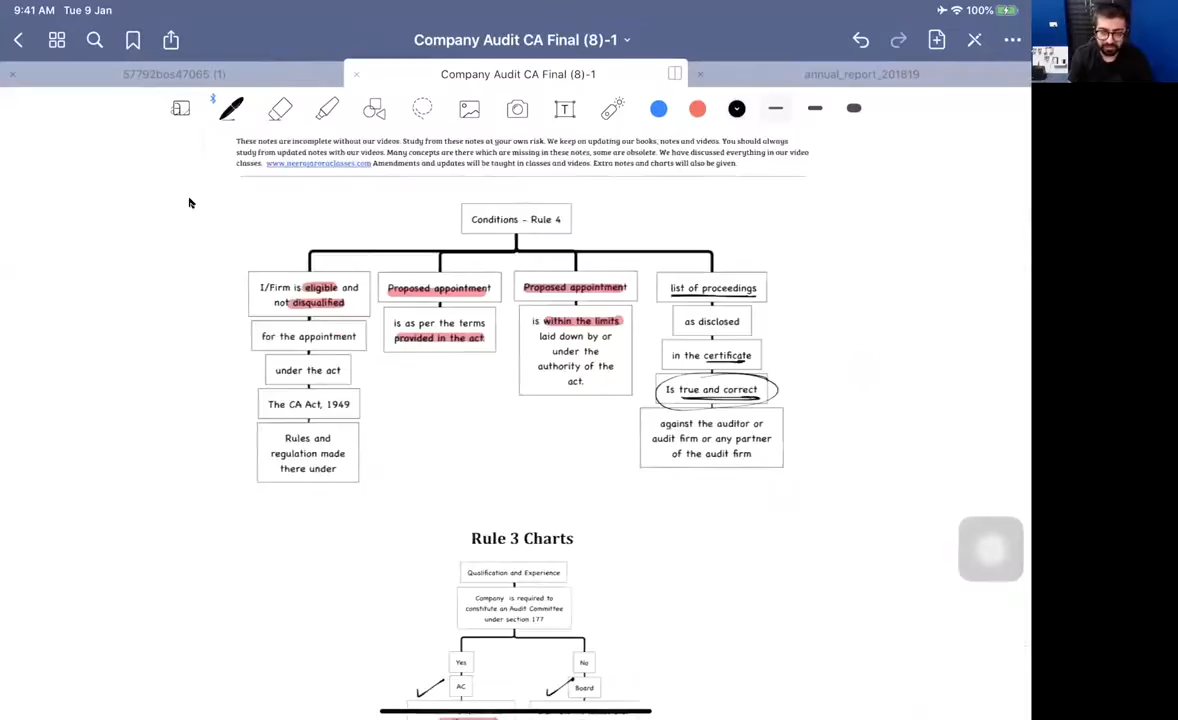 9:41 AM Tue 9 Jan
100%
Company Audit CA Final (8)-1
57792bos47065 (1)
Company Audit CA Final (8)-1
annual_report_201819
These notes are incomplete without our videos. Study from these notes at your own risk. We keep on updating our books, notes and videos. You should always
study from updated notes with our videos. Many concepts are there which are missing in these notes, some are obsolete. We have discussed everything in our video
classes. www.neerajaroraclasses.com Amendments and updates will be taught in classes and videos. Extra notes and charts will also be given.
Conditions - Rule 4
I/Firm is eligible and
not disqualified
for the appointment
under the act
The CA Act, 1949
Rules and
regulation made
there under
Proposed appointment
is as per the terms
provided in the act
Proposed appointment
is within the limits
laid down by or
under the
authority of the
act.
list of proceedings
as disclosed
in the certificate
Is true and correct
against the auditor or
audit firm or any partner
of the audit firm
Rule 3 Charts
Qualification and Experience
Company is required to
constitute an Audit Committee
under section 177
Yes
No
AC
Board